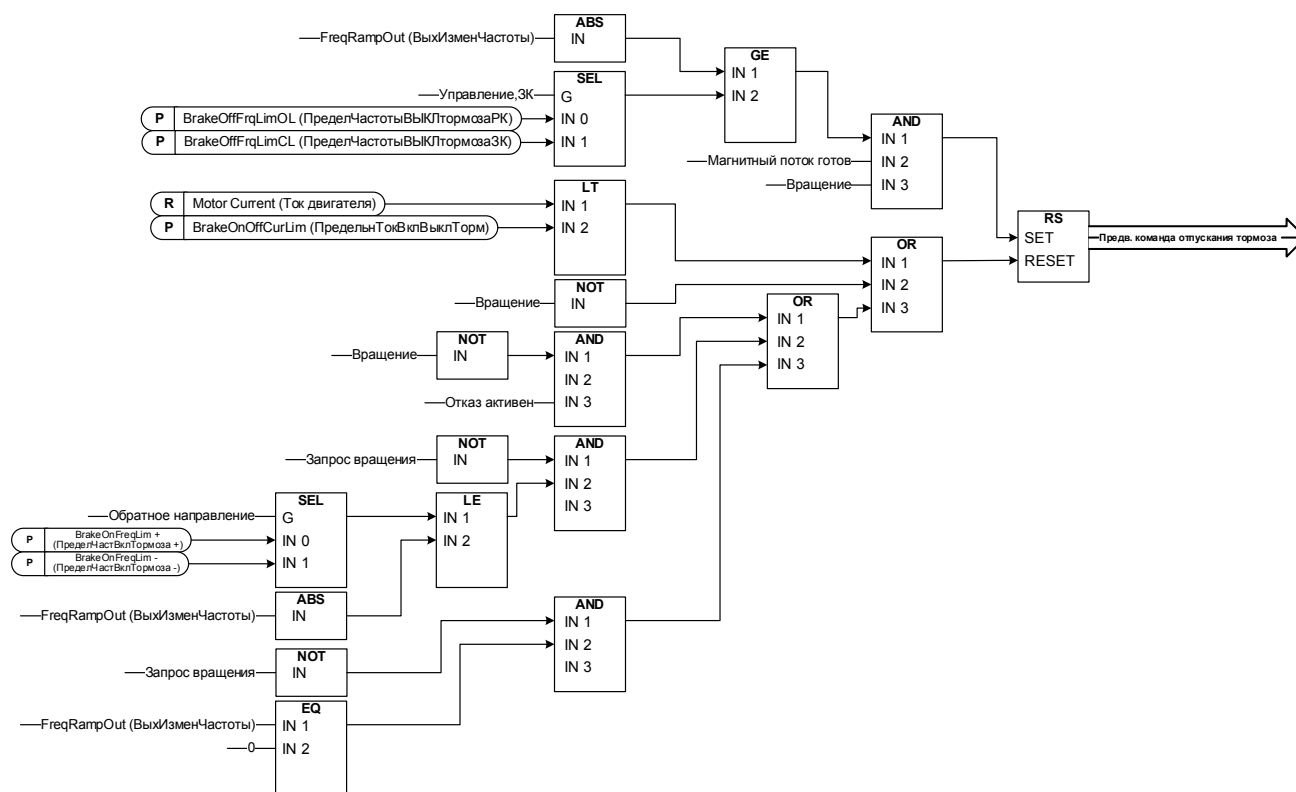 ABS
FreqRampOut (ВыхИзменЧастоты)
IN
GE
IN 1
IN 2
SEL
Управление,ЗК
G
P BrakeOffFrqLimOL (ПределЧастотыВЫКЛтормозаРК)
IN 0
P BrakeOffFrqLimCL (ПределЧастотыВЫКЛтормозаЗК)
IN 1
AND
IN 1
Магнитный поток готов
IN 2
Вращение
IN 3
LT
R Motor Current (Ток двигателя)
IN 1
P BrakeOnOffCurLim (ПредельнТокВклВыклТорм)
IN 2
RS
SET
RESET
Предв. команда отпускания тормоза
OR
IN 1
IN 2
IN 3
NOT
Вращение
IN
OR
IN 1
IN 2
IN 3
NOT
Вращение
IN
AND
IN 1
IN 2
Отказ активен
IN 3
NOT
Запрос вращения
IN
AND
IN 1
IN 2
IN 3
SEL
Обратное направление
G
P BrakeOnFreqLim +
(ПределЧастВклТормоза +)
IN 0
P BrakeOnFreqLim -
(ПределЧастВклТормоза -)
IN 1
LE
IN 1
IN 2
ABS
FreqRampOut (ВыхИзменЧастоты)
IN
AND
IN 1
IN 2
IN 3
NOT
Запрос вращения
IN
EQ
FreqRampOut (ВыхИзменЧастоты)
IN 1
0
IN 2